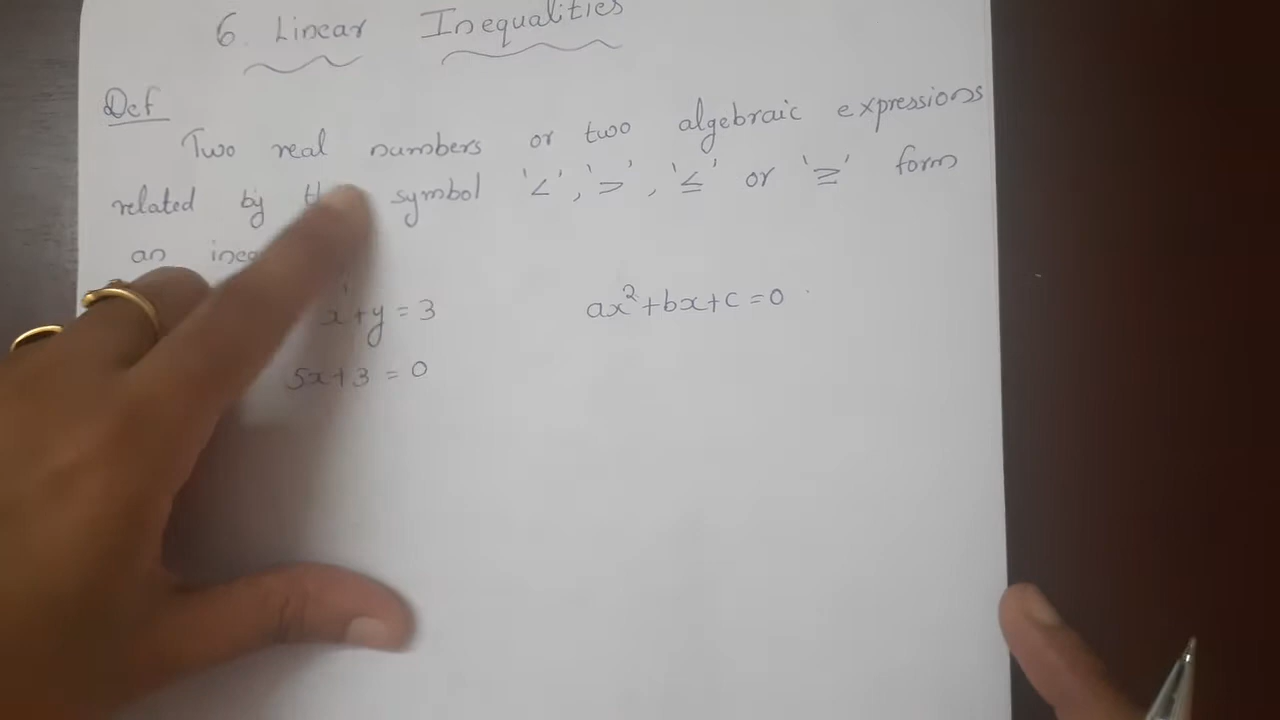 6. Linear Inequalities
Def
Two real numbers or two algebraic expressions
related by symbol '<', '>', '≤' or '≥' form
an
x¹+y = 3
ax²+bx+c = 0
5x+3 = 0